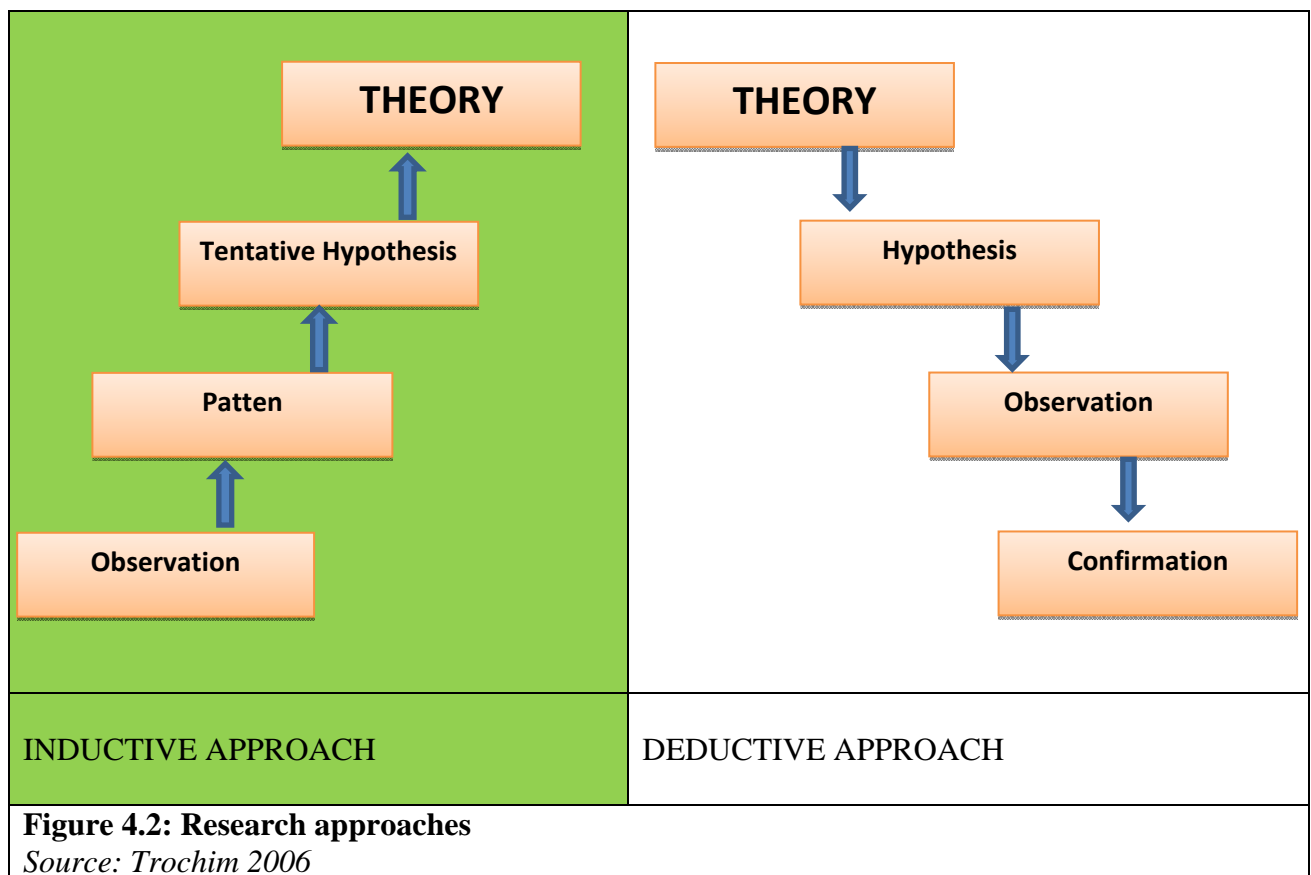 THEORY
Tentative Hypothesis
Patten
Observation
INDUCTIVE APPROACH
THEORY
Hypothesis
Observation
Confirmation
DEDUCTIVE APPROACH
Figure 4.2: Research approaches
Source: Trochim 2006